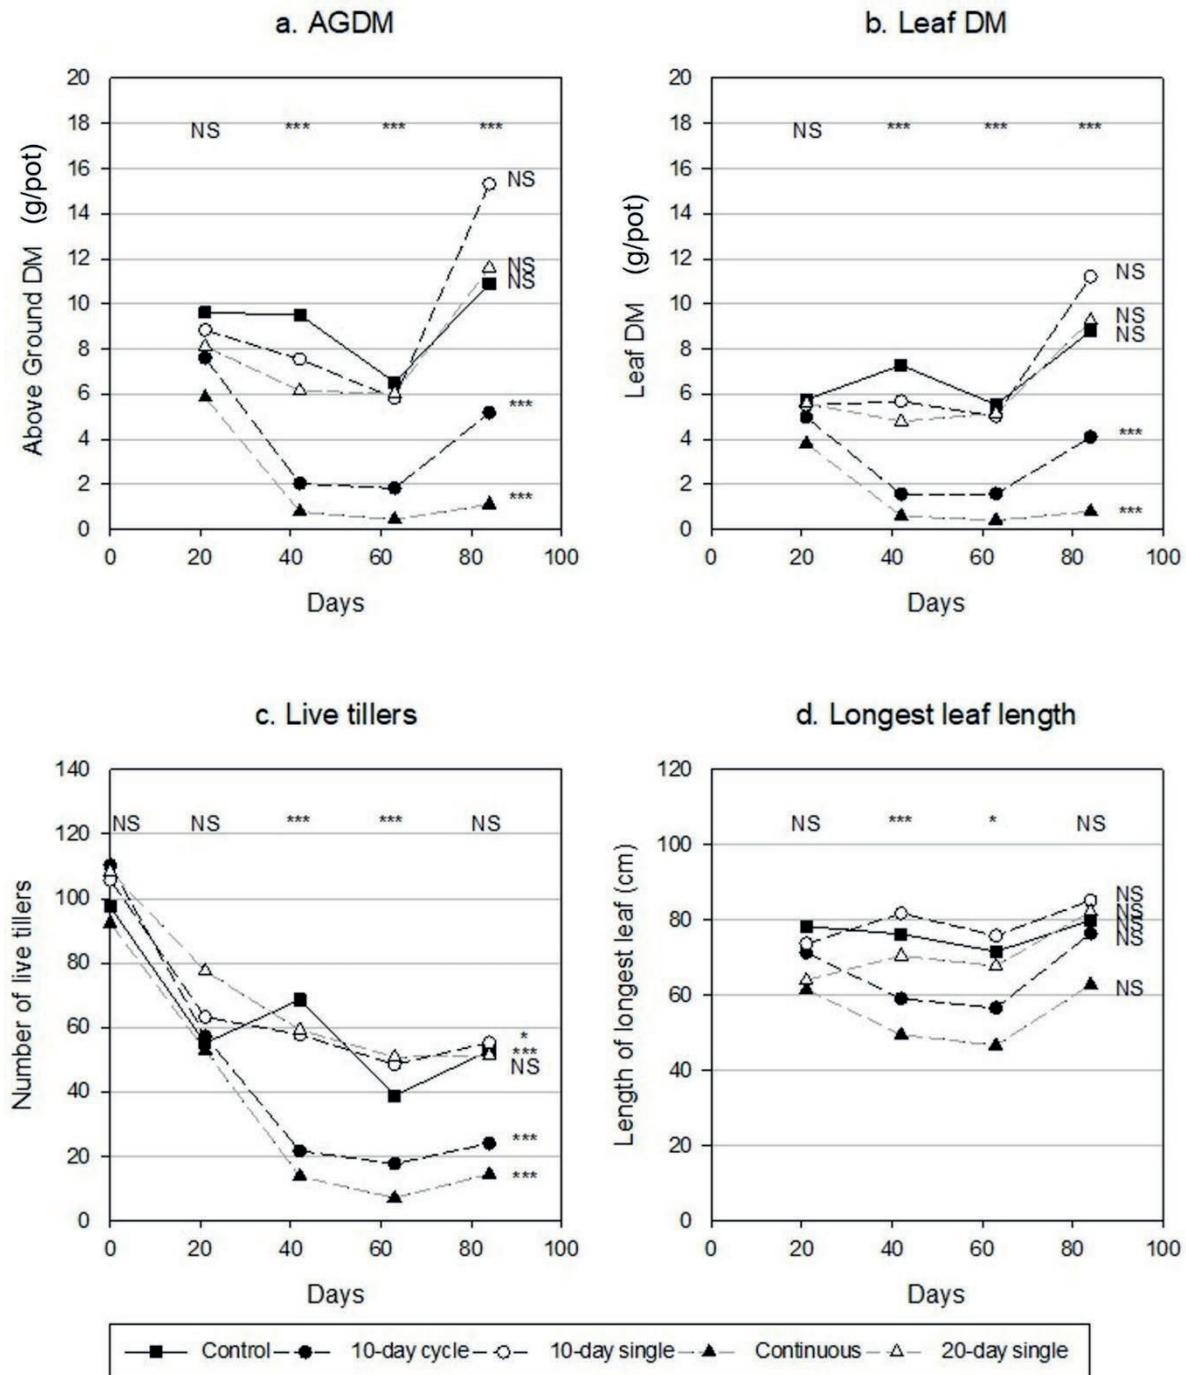 a. AGDM
20
18
16
14
12
10
8
6
4
2
0
Above Ground DM (g/pot)
NS *** *** ***
NS
NS
NS
***
***
0 20 40 60 80 100
Days
b. Leaf DM
20
18
16
14
12
10
8
6
4
2
0
Leaf DM (g/pot)
NS *** *** ***
NS
NS
NS
***
***
0 20 40 60 80 100
Days
c. Live tillers
140
120
100
80
60
40
20
0
Number of live tillers
NS NS *** *** NS
*
***
NS
***
***
0 20 40 60 80 100
Days
d. Longest leaf length
120
100
80
60
40
20
0
Length of longest leaf (cm)
NS *** * NS
NS
NS
NS
NS
NS
0 20 40 60 80 100
Days
Control 10-day cycle 10-day single Continuous 20-day single